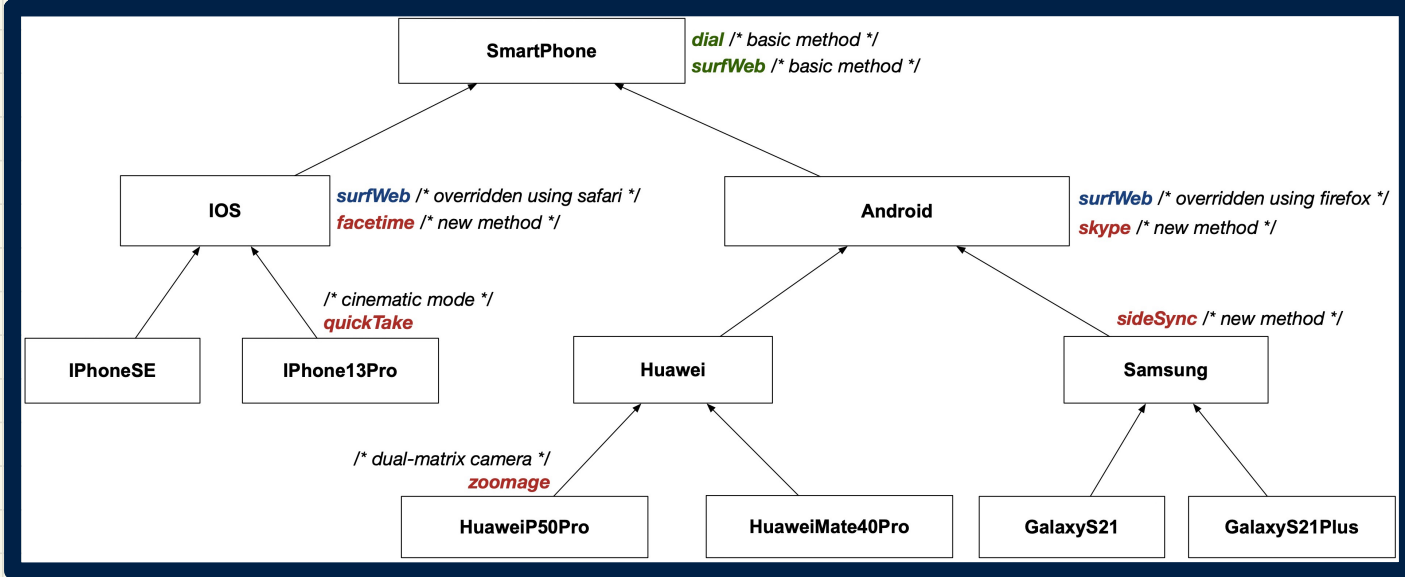 SmartPhone
dial /* basic method */
surfWeb /* basic method */
IOS
surfWeb /* overridden using safari */
facetime /* new method */
Android
surfWeb /* overridden using firefox */
skype /* new method */
/* cinematic mode */
quickTake
sideSync /* new method */
IPhoneSE
IPhone13Pro
Huawei
Samsung
/* dual-matrix camera */
zoomage
HuaweiP50Pro
HuaweiMate40Pro
GalaxyS21
GalaxyS21Plus